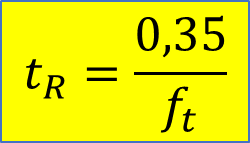 t_R = 0,35 / f_t